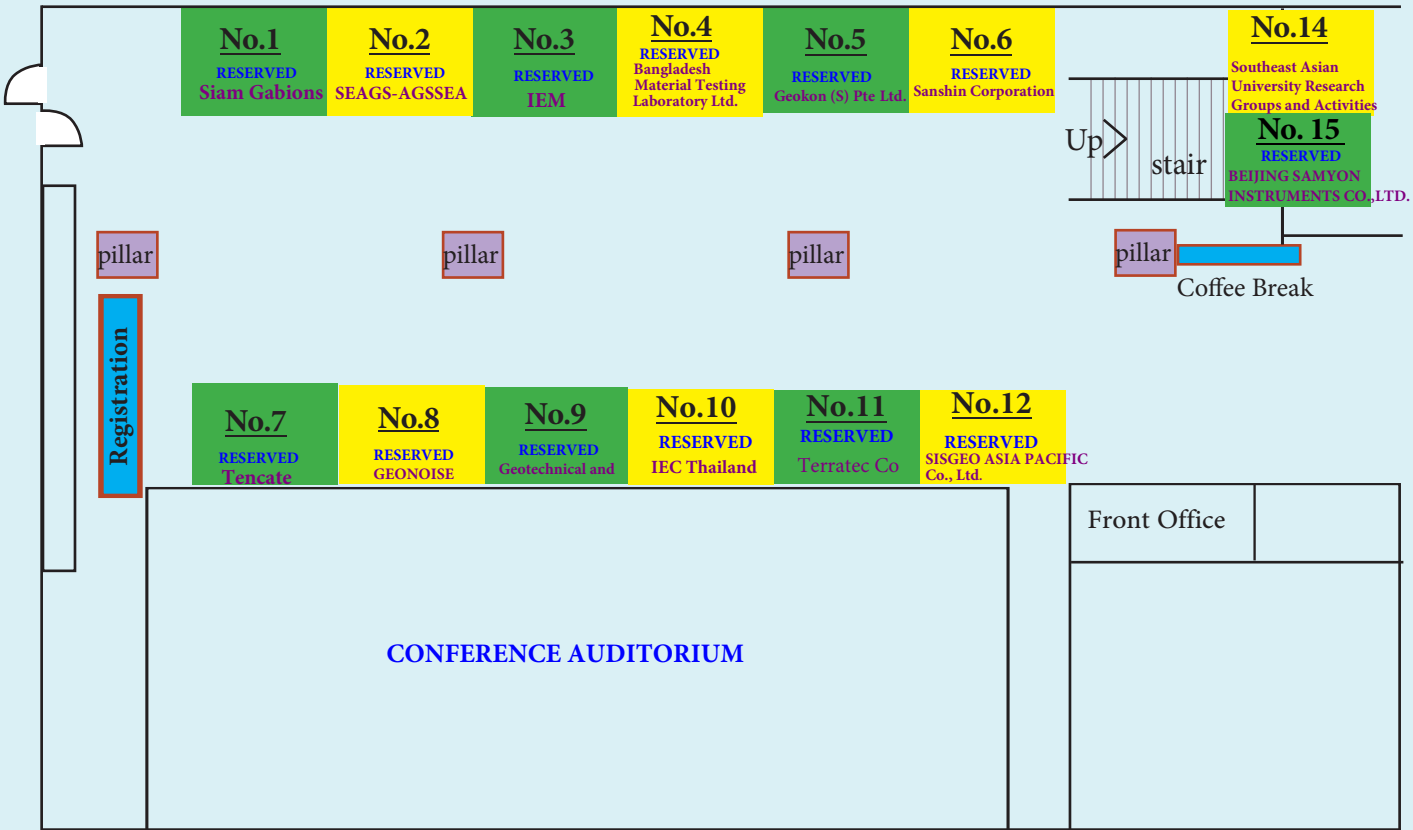 No.1
RESERVED
Siam Gabions
No.2
RESERVED
SEAGS-AGSSEA
No.3
RESERVED
IEM
No.4
RESERVED
Bangladesh
Material Testing
Laboratory Ltd.
No.5
RESERVED
Geokon (S) Pte Ltd.
No.6
RESERVED
Sanshin Corporation
No.14
Southeast Asian
University Research
Groups and Activities
No. 15
RESERVED
BEIJING SAMYON
INSTRUMENTS CO.,LTD.
Up
stair
pillar
pillar
pillar
pillar
Coffee Break
Registration
No.7
RESERVED
Tencate
No.8
RESERVED
GEONOISE
No.9
RESERVED
Geotechnical and
No.10
RESERVED
IEC Thailand
No.11
RESERVED
Terratec Co
No.12
RESERVED
SISGEO ASIA PACIFIC
Co., Ltd.
Front Office
CONFERENCE AUDITORIUM